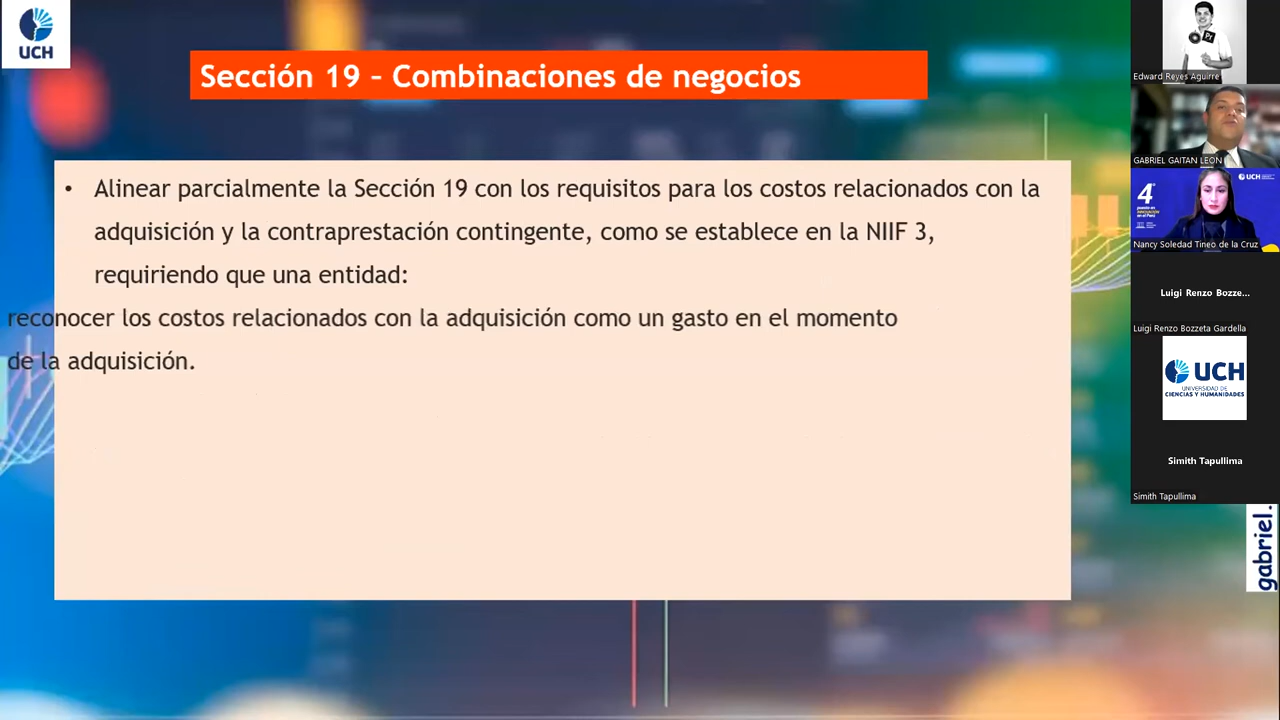 UCH
Sección 19 – Combinaciones de negocios
• Alinear parcialmente la Sección 19 con los requisitos para los costos relacionados con la
adquisición y la contraprestación contingente, como se establece en la NIIF 3,
requiriendo que una entidad:
reconocer los costos relacionados con la adquisición como un gasto en el momento
de la adquisición.
Edward Reyes Aguirre
GABRIEL GAITAN LEON
4°
UCH
Nancy Soledad Tineo de la Cruz
Luigi Renzo Bozze...
Luigi Renzo Bozzeta Gardella
UCH
UNIVERSIDAD DE
CIENCIAS Y HUMANIDADES
Simith Tapullima
Simith Tapullima
gabriel.